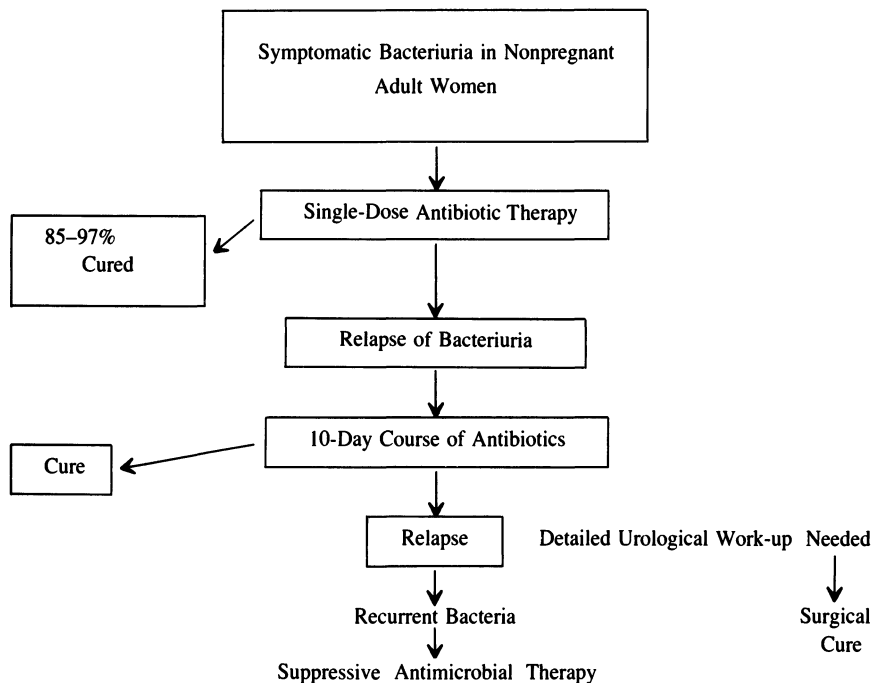 Symptomatic Bacteriuria in Nonpregnant
Adult Women
Single-Dose Antibiotic Therapy
85–97%
Cured
Relapse of Bacteriuria
10-Day Course of Antibiotics
Cure
Relapse
Detailed Urological Work-up Needed
Recurrent Bacteria
Surgical
Cure
Suppressive Antimicrobial Therapy